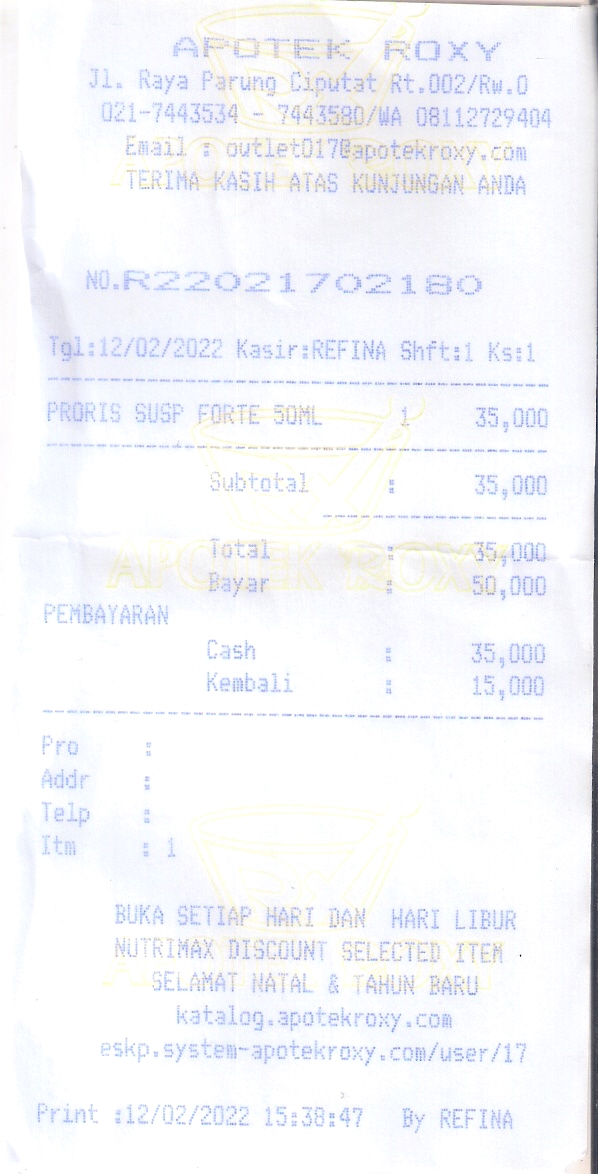 APOTEK ROXY
Jl. Raya Parung Ciputat Rt.002/Rw.0
021-7443534 - 7443580/WA 08112729404
Email : outlet017@apotekroxy.com
TERIMA KASIH ATAS KUNJUNGAN ANDA
NO.R22021702180
Tgl:12/02/2022 Kasir:REFINA Shft:1 Ks:1
PRORIS SUSP FORTE 50ML 1 35,000
Subtotal : 35,000
Total : 35,000
Bayar : 50,000
PEMBAYARAN
Cash : 35,000
Kembali : 15,000
Pro :
Addr :
Telp :
Itm : 1
BUKA SETIAP HARI DAN HARI LIBUR
NUTRIMAX DISCOUNT SELECTED ITEM
SELAMAT NATAL & TAHUN BARU
katalog.apotekroxy.com
eskp.system-apotekroxy.com/user/17
Print :12/02/2022 15:38:47 By REFINA